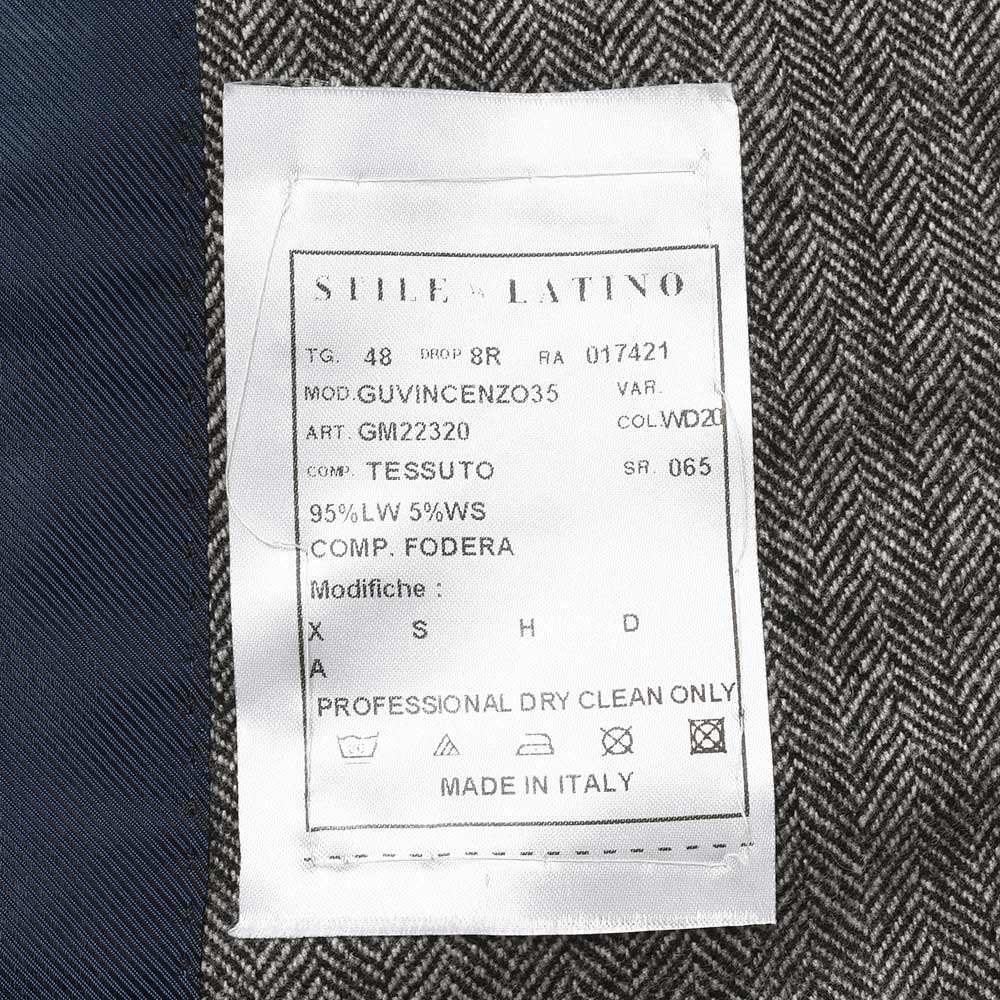 STILE LATINO
TG. 48 DROP 8R RA 017421
MOD.GUVINCENZO35 VAR.
ART. GM22320 COL.WD20
COMP. TESSUTO SR. 065
95%LW 5%WS
COMP. FODERA
Modifiche :
X S H D
A
PROFESSIONAL DRY CLEAN ONLY
MADE IN ITALY